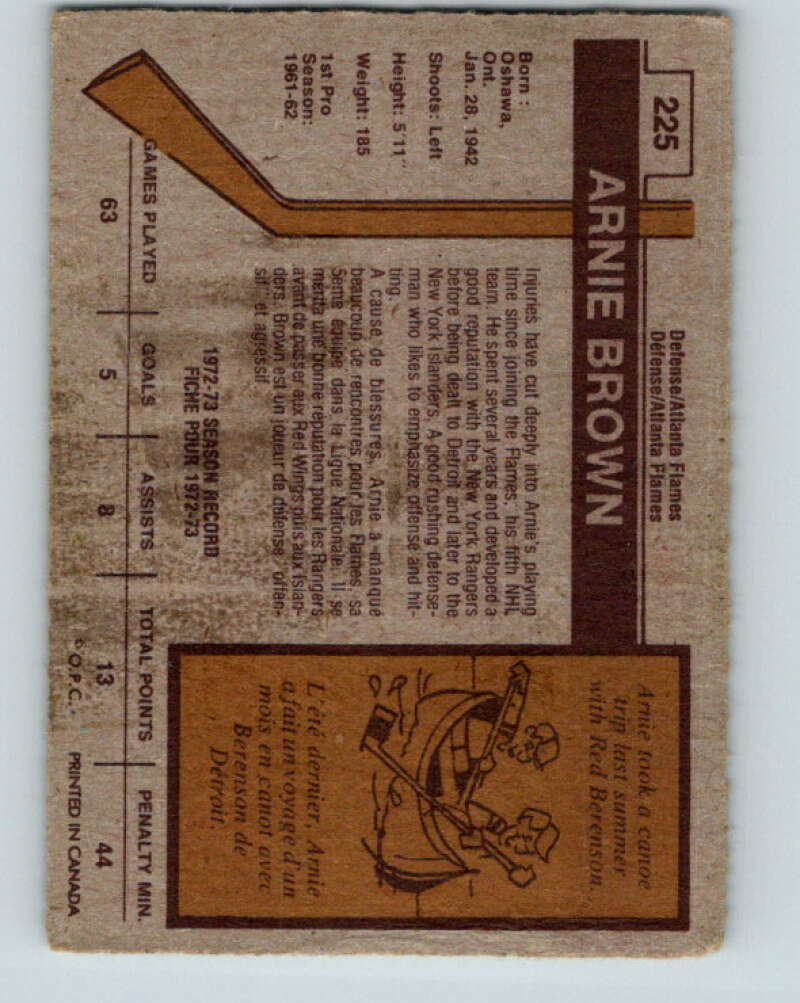 225
Defense/Atlanta Flames
Défense/Atlanta Flames
ARNIE BROWN
Born :
Oshawa,
Ont.
Jan. 28, 1942
Shoots: Left
Height: 5'11"
Weight: 185
1st Pro
Season:
1961-62
Injuries have cut deeply into Arnie's playing
time since joining the Flames, his fifth NHL
team. He spent several years and developed a
good reputation with the New York Rangers
before being dealt to Detroit and later to the
New York Islanders. A good rushing defense-
man who likes to emphasize offense and hit-
ting.
A cause de blessures, Arnie a manqué
beaucoup de rencontres pour les Flames, sa
5eme équipe dans la Ligue Nationale. Il se
merita une bonne réputation pour les Rangers
avant de passer aux Red Wings puis aux Islan-
ders. Brown est un joueur de défense "offen-
sif" et agressif.
Arnie took a canoe
trip last summer
with Red Berenson.
L'été dernier, Arnie
a fait un voyage d'un
mois en canot avec
Berenson de
Détroit.
1972-73 SEASON RECORD
FICHE POUR 1972-73
GAMES PLAYED GOALS ASSISTS TOTAL POINTS PENALTY MIN.
63 5 8 13 44
© O.P.C. PRINTED IN CANADA